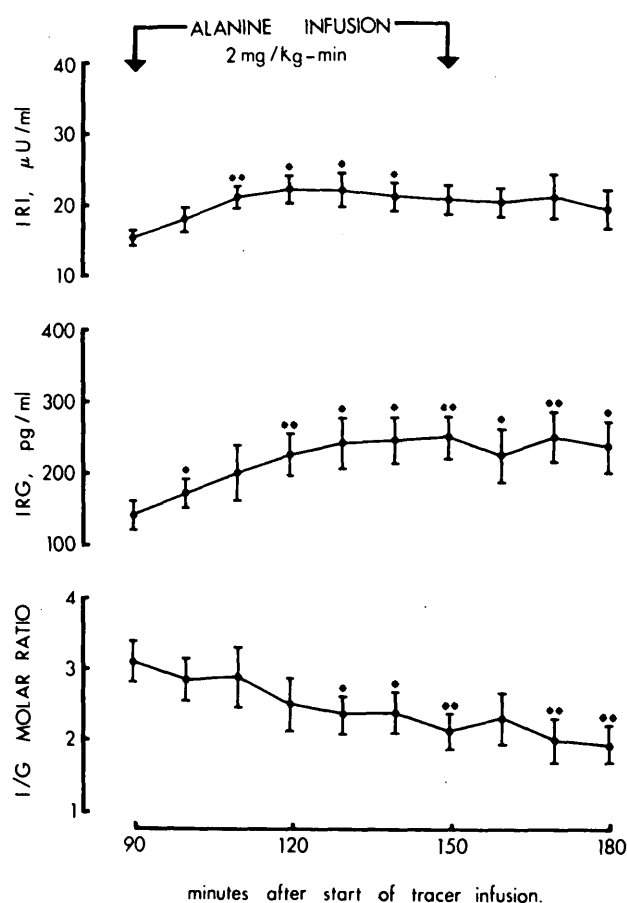 ALANINE INFUSION
2 mg/kg-min
40
30
20
10
IRI, µU/ml
400
300
200
100
IRG, pg/ml
4
3
2
1
I/G MOLAR RATIO
90 120 150 180
minutes after start of tracer infusion.